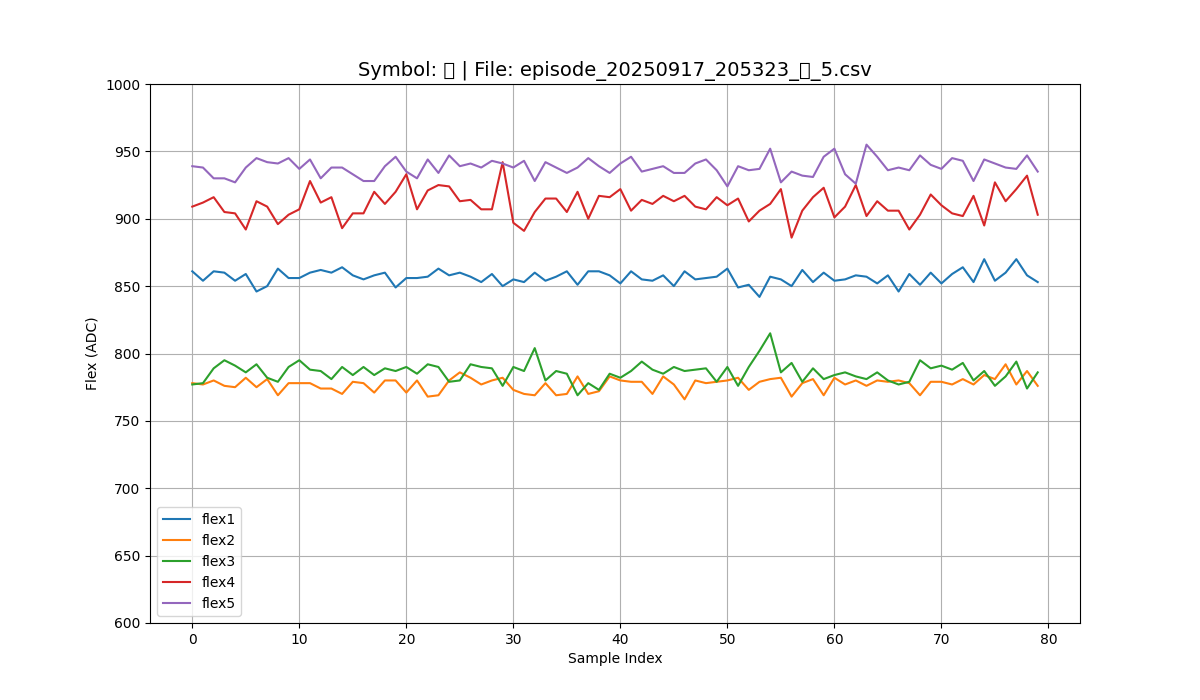 Symbol: | File: episode_20250917_205323_ _5.csv
1000
950
900
850
800
750
700
650
600
Flex (ADC)
flex1
flex2
flex3
flex4
flex5
0 10 20 30 40 50 60 70 80
Sample Index